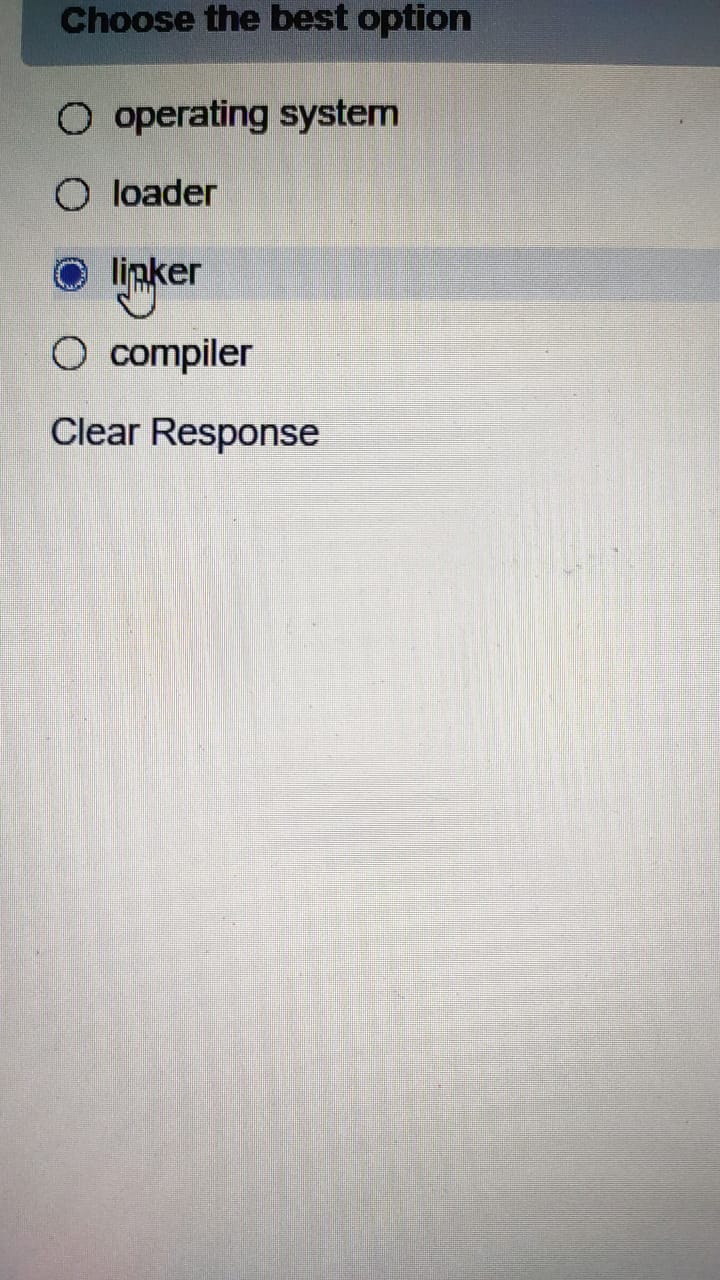 Choose the best option
operating system
loader
linker
compiler
Clear Response